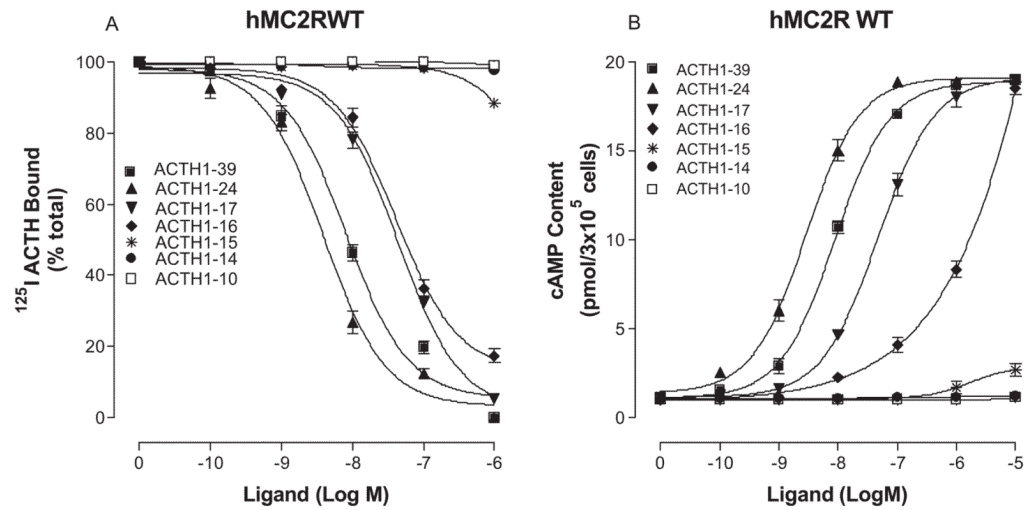 A
hMC2RWT
100
80
60
40
20
0
¹²⁵I ACTH Bound
(% total)
ACTH1-39
ACTH1-24
ACTH1-17
ACTH1-16
ACTH1-15
ACTH1-14
ACTH1-10
0 -10 -9 -8 -7 -6
Ligand (Log M)
B
hMC2R WT
20
15
10
5
0
cAMP Content
(pmol/3x10⁵ cells)
ACTH1-39
ACTH1-24
ACTH1-17
ACTH1-16
ACTH1-15
ACTH1-14
ACTH1-10
0 -10 -9 -8 -7 -6 -5
Ligand (LogM)